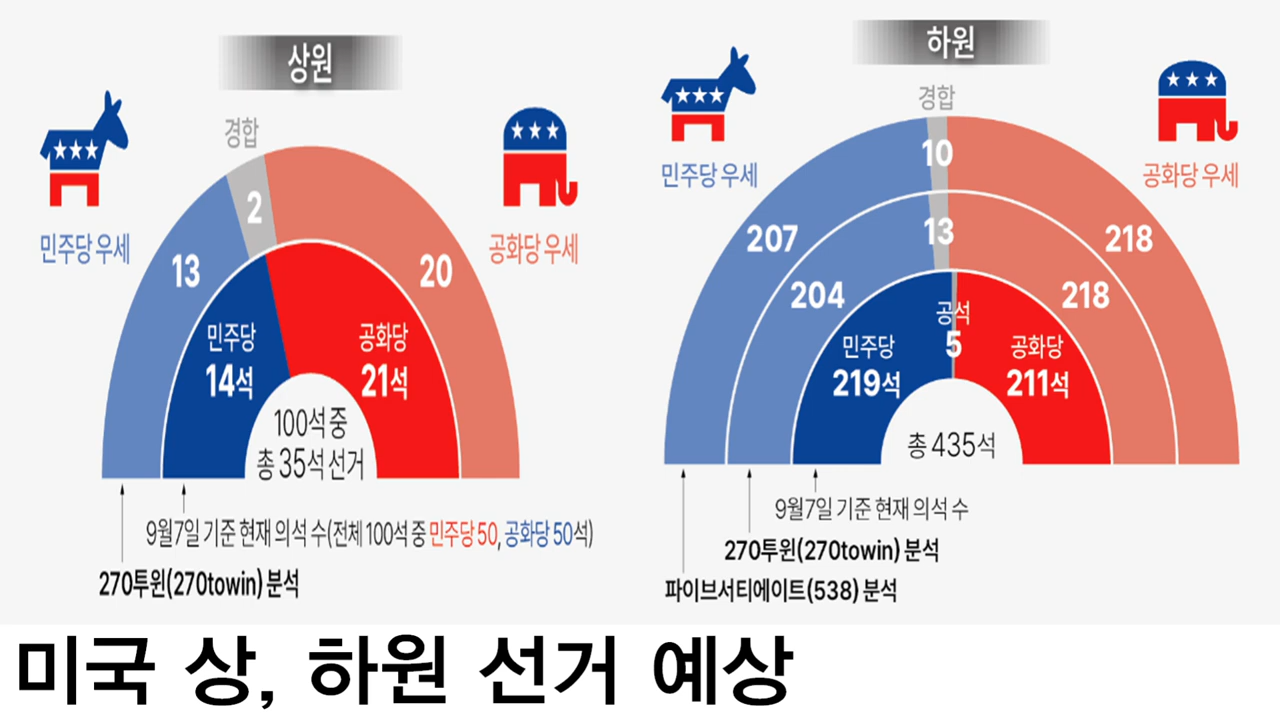 상원
경합
2
민주당 우세
공화당 우세
13
20
민주당
14석
공화당
21석
100석 중
총 35석 선거
9월7일 기준 현재 의석 수(전체 100석 중 민주당 50, 공화당 50석)
270투윈(270towin) 분석
하원
경합
10
민주당 우세
공화당 우세
13
207
218
204
218
공석
5
민주당
219석
공화당
211석
총 435석
9월7일 기준 현재 의석 수
270투윈(270towin) 분석
파이브서티에이트(538) 분석
미국 상, 하원 선거 예상